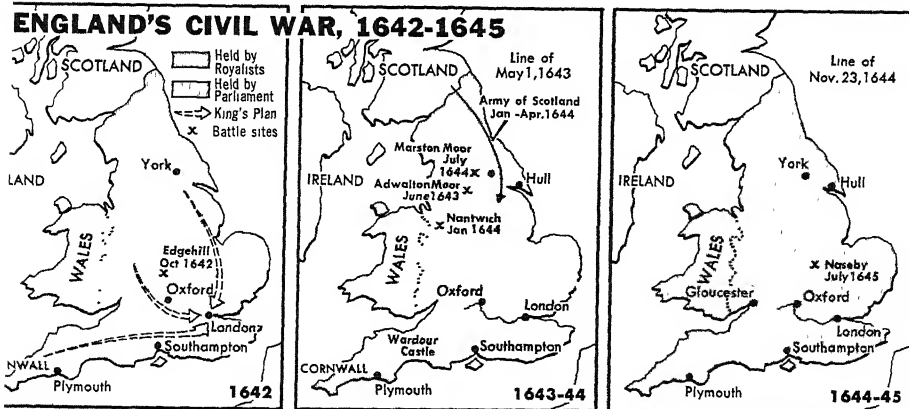 ENGLAND'S CIVIL WAR, 1642-1645
SCOTLAND
Held by
Royalists
Held by
Parliament
King's Plan
x Battle sites
York
LAND
WALES
Edgehill
Oct 1642
x
Oxford
London
Southampton
NWALL
Plymouth
1642
Line of
May 1, 1643
SCOTLAND
Army of Scotland
Jan -Apr. 1644
Marston Moor
July
1644 x
Hull
IRELAND
Adwalton Moor
June 1643 x
x Nantwich
Jan 1644
WALES
Oxford
London
Wardour
Castle
Southampton
CORNWALL
Plymouth
1643-44
Line of
Nov. 23, 1644
SCOTLAND
York
Hull
IRELAND
WALES
x Naseby
July 1645
Gloucester
Oxford
London
Southampton
Plymouth
1644-45